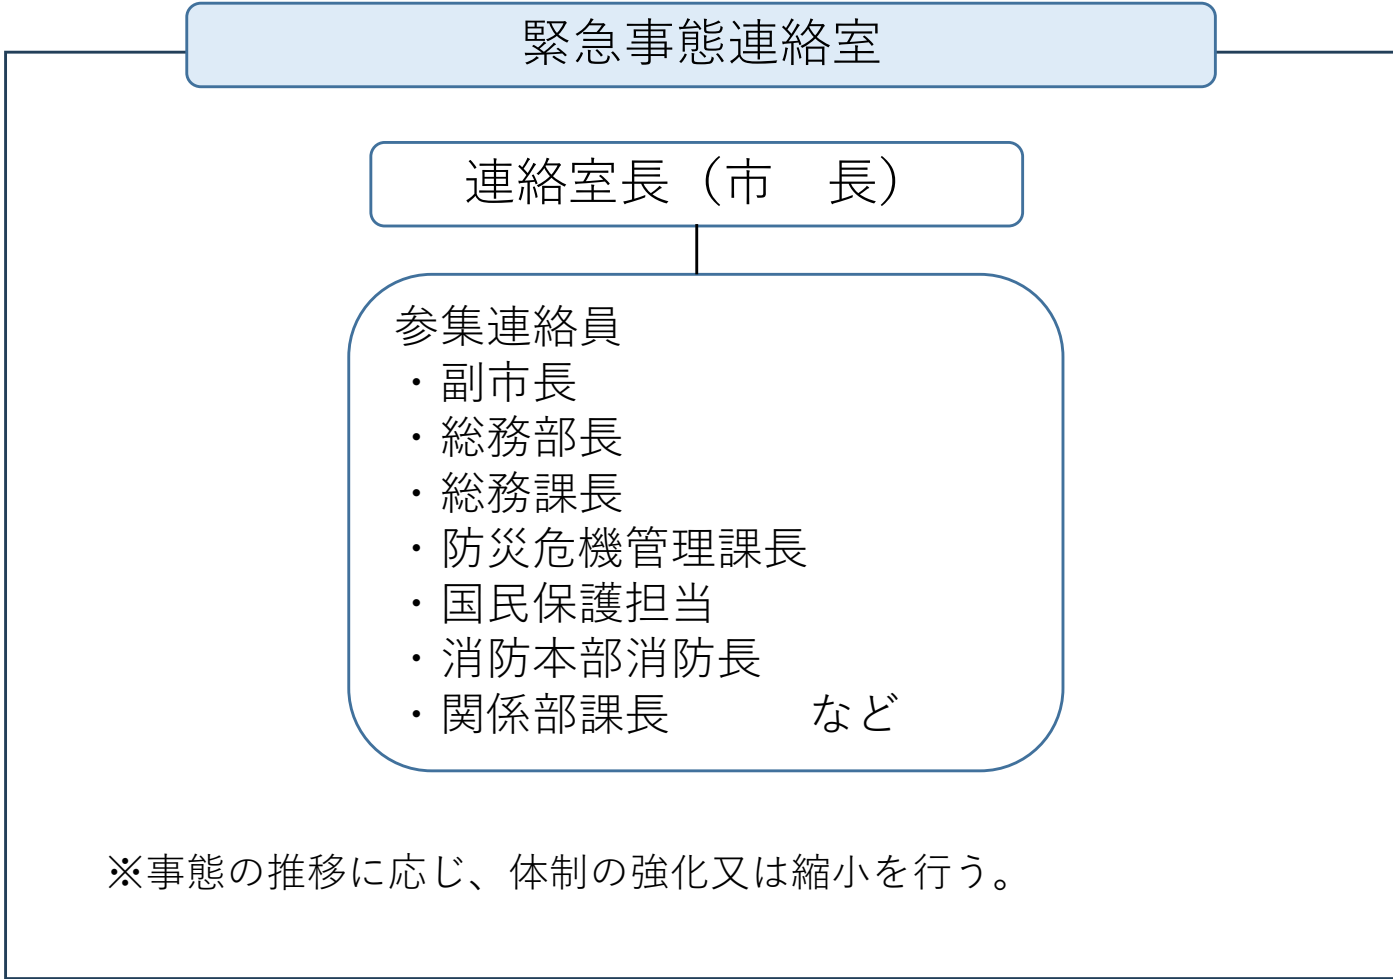 緊急事態連絡室
連絡室長（市　長）
参集連絡員
・副市長
・総務部長
・総務課長
・防災危機管理課長
・国民保護担当
・消防本部消防長
・関係部課長　　　など
※事態の推移に応じ、体制の強化又は縮小を行う。